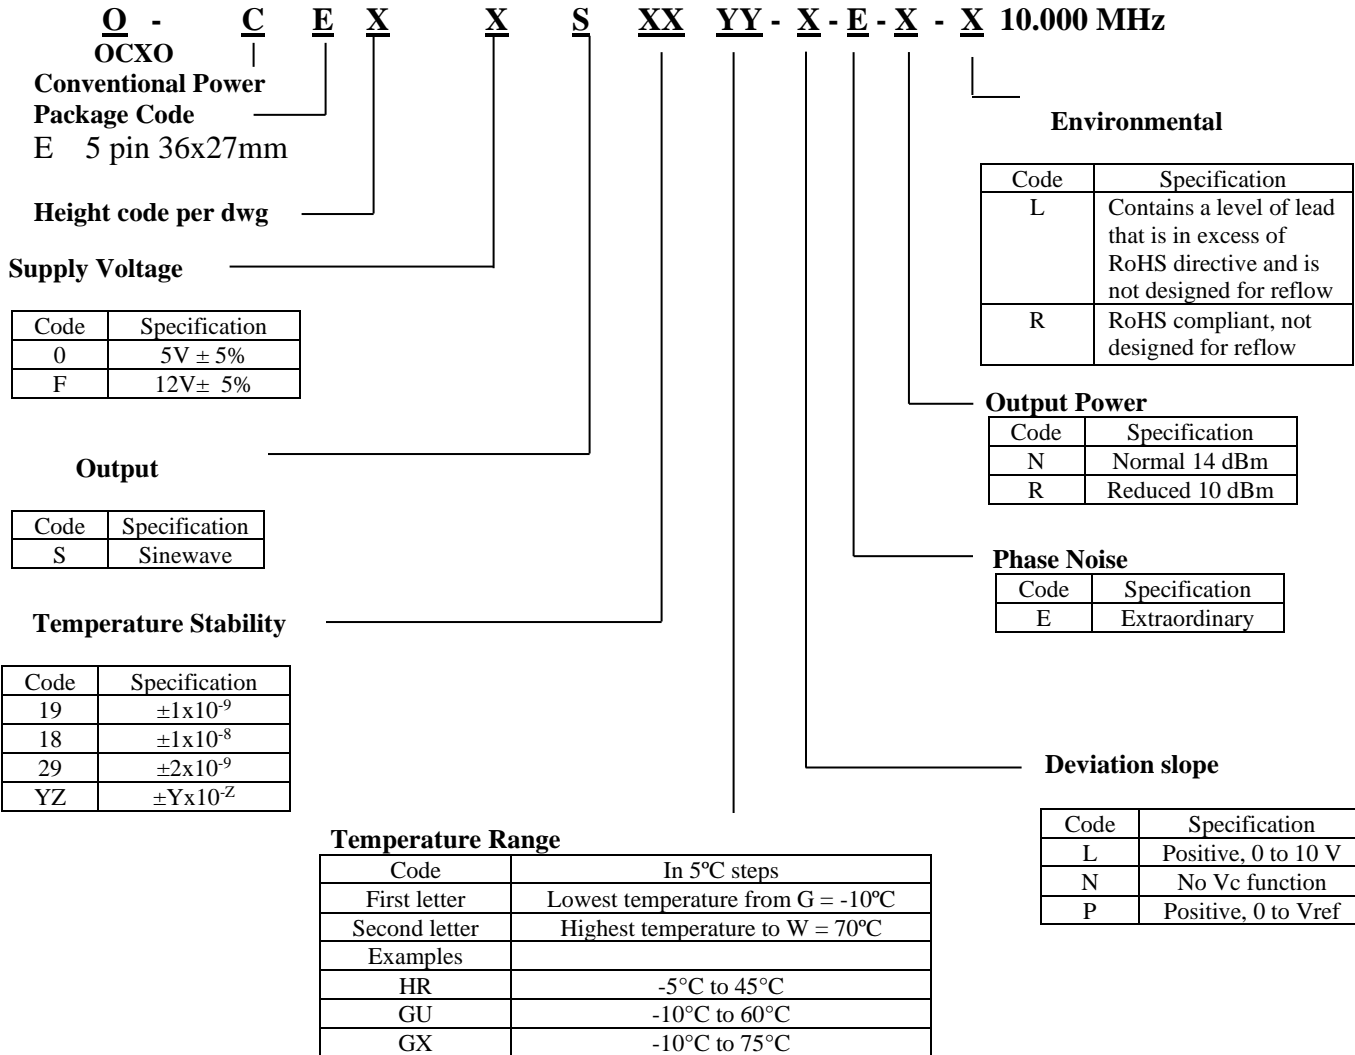 O - C E X X S XX YY - X - E - X - X 10.000 MHz
OCXO
Conventional Power
Package Code
E 5 pin 36x27mm
Height code per dwg
Supply Voltage
Code Specification
0 5V ± 5%
F 12V± 5%
Output
Code Specification
S Sinewave
Temperature Stability
Code Specification
19 ±1x10⁻⁹
18 ±1x10⁻⁸
29 ±2x10⁻⁹
YZ ±Yx10⁻ᶻ
Temperature Range
Code In 5ºC steps
First letter Lowest temperature from G = -10ºC
Second letter Highest temperature to W = 70ºC
Examples
HR -5°C to 45°C
GU -10°C to 60°C
GX -10°C to 75°C
Environmental
Code Specification
L Contains a level of lead
that is in excess of
RoHS directive and is
not designed for reflow
R RoHS compliant, not
designed for reflow
Output Power
Code Specification
N Normal 14 dBm
R Reduced 10 dBm
Phase Noise
Code Specification
E Extraordinary
Deviation slope
Code Specification
L Positive, 0 to 10 V
N No Vc function
P Positive, 0 to Vref